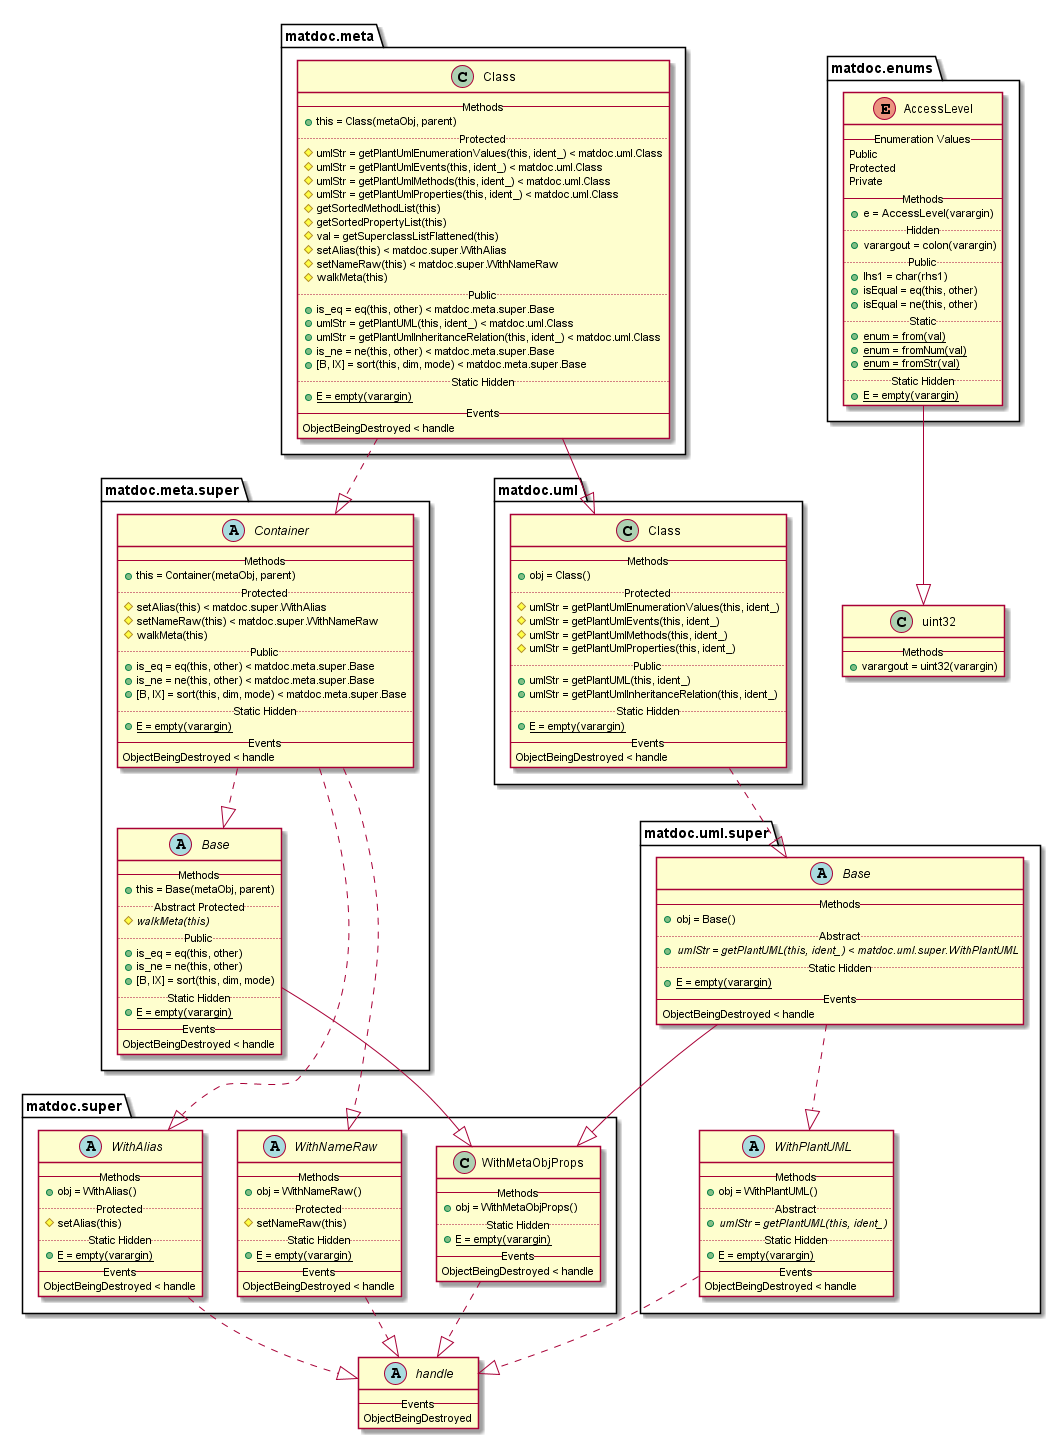 matdoc.meta
Class
Methods
this = Class(metaObj, parent)
Protected
umlStr = getPlantUmlEnumerationValues(this, ident_) < matdoc.uml.Class
umlStr = getPlantUmlEvents(this, ident_) < matdoc.uml.Class
umlStr = getPlantUmlMethods(this, ident_) < matdoc.uml.Class
umlStr = getPlantUmlProperties(this, ident_) < matdoc.uml.Class
getSortedMethodList(this)
getSortedPropertyList(this)
val = getSuperclassListFlattened(this)
setAlias(this) < matdoc.super.WithAlias
setNameRaw(this) < matdoc.super.WithNameRaw
walkMeta(this)
Public
is_eq = eq(this, other) < matdoc.meta.super.Base
umlStr = getPlantUML(this, ident_) < matdoc.uml.Class
umlStr = getPlantUmlInheritanceRelation(this, ident_) < matdoc.uml.Class
is_ne = ne(this, other) < matdoc.meta.super.Base
[B, IX] = sort(this, dim, mode) < matdoc.meta.super.Base
Static Hidden
E = empty(varargin)
Events
ObjectBeingDestroyed < handle
matdoc.enums
AccessLevel
Enumeration Values
Public
Protected
Private
Methods
e = AccessLevel(varargin)
Hidden
varargout = colon(varargin)
Public
lhs1 = char(rhs1)
isEqual = eq(this, other)
isEqual = ne(this, other)
Static
enum = from(val)
enum = fromNum(val)
enum = fromStr(val)
Static Hidden
E = empty(varargin)
matdoc.meta.super
Container
Methods
this = Container(metaObj, parent)
Protected
setAlias(this) < matdoc.super.WithAlias
setNameRaw(this) < matdoc.super.WithNameRaw
walkMeta(this)
Public
is_eq = eq(this, other) < matdoc.meta.super.Base
is_ne = ne(this, other) < matdoc.meta.super.Base
[B, IX] = sort(this, dim, mode) < matdoc.meta.super.Base
Static Hidden
E = empty(varargin)
Events
ObjectBeingDestroyed < handle
matdoc.uml
Class
Methods
obj = Class()
Protected
umlStr = getPlantUmlEnumerationValues(this, ident_)
umlStr = getPlantUmlEvents(this, ident_)
umlStr = getPlantUmlMethods(this, ident_)
umlStr = getPlantUmlProperties(this, ident_)
Public
umlStr = getPlantUML(this, ident_)
umlStr = getPlantUmlInheritanceRelation(this, ident_)
Static Hidden
E = empty(varargin)
Events
ObjectBeingDestroyed < handle
uint32
Methods
varargout = uint32(varargin)
Base
Methods
this = Base(metaObj, parent)
Abstract Protected
walkMeta(this)
Public
is_eq = eq(this, other)
is_ne = ne(this, other)
[B, IX] = sort(this, dim, mode)
Static Hidden
E = empty(varargin)
Events
ObjectBeingDestroyed < handle
matdoc.uml.super
Base
Methods
obj = Base()
Abstract
umlStr = getPlantUML(this, ident_) < matdoc.uml.super.WithPlantUML
Static Hidden
E = empty(varargin)
Events
ObjectBeingDestroyed < handle
matdoc.super
WithAlias
Methods
obj = WithAlias()
Protected
setAlias(this)
Static Hidden
E = empty(varargin)
Events
ObjectBeingDestroyed < handle
WithNameRaw
Methods
obj = WithNameRaw()
Protected
setNameRaw(this)
Static Hidden
E = empty(varargin)
Events
ObjectBeingDestroyed < handle
WithMetaObjProps
Methods
obj = WithMetaObjProps()
Static Hidden
E = empty(varargin)
Events
ObjectBeingDestroyed < handle
WithPlantUML
Methods
obj = WithPlantUML()
Abstract
umlStr = getPlantUML(this, ident_)
Static Hidden
E = empty(varargin)
Events
ObjectBeingDestroyed < handle
handle
Events
ObjectBeingDestroyed